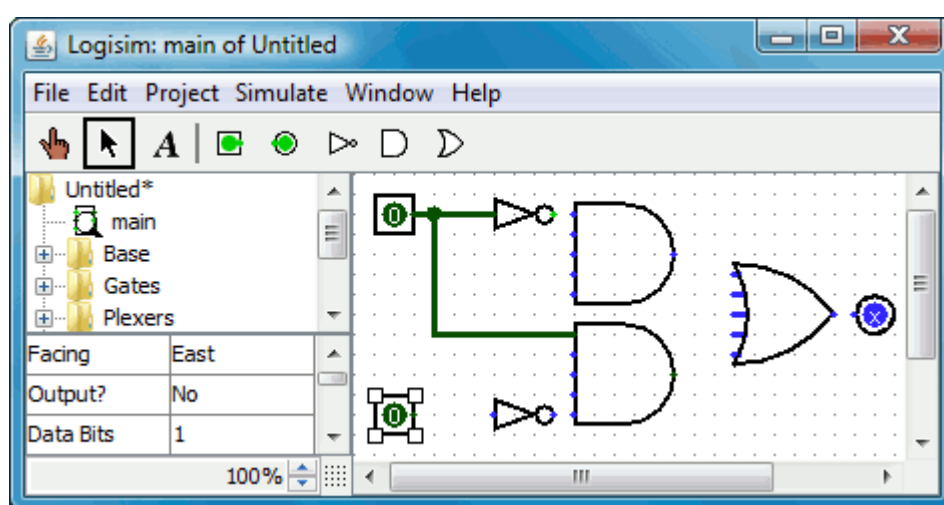 Logisim: main of Untitled
File Edit Project Simulate Window Help
A
Untitled*
main
Base
Gates
Plexers
Facing East
Output? No
Data Bits 1
100%
0
0
x